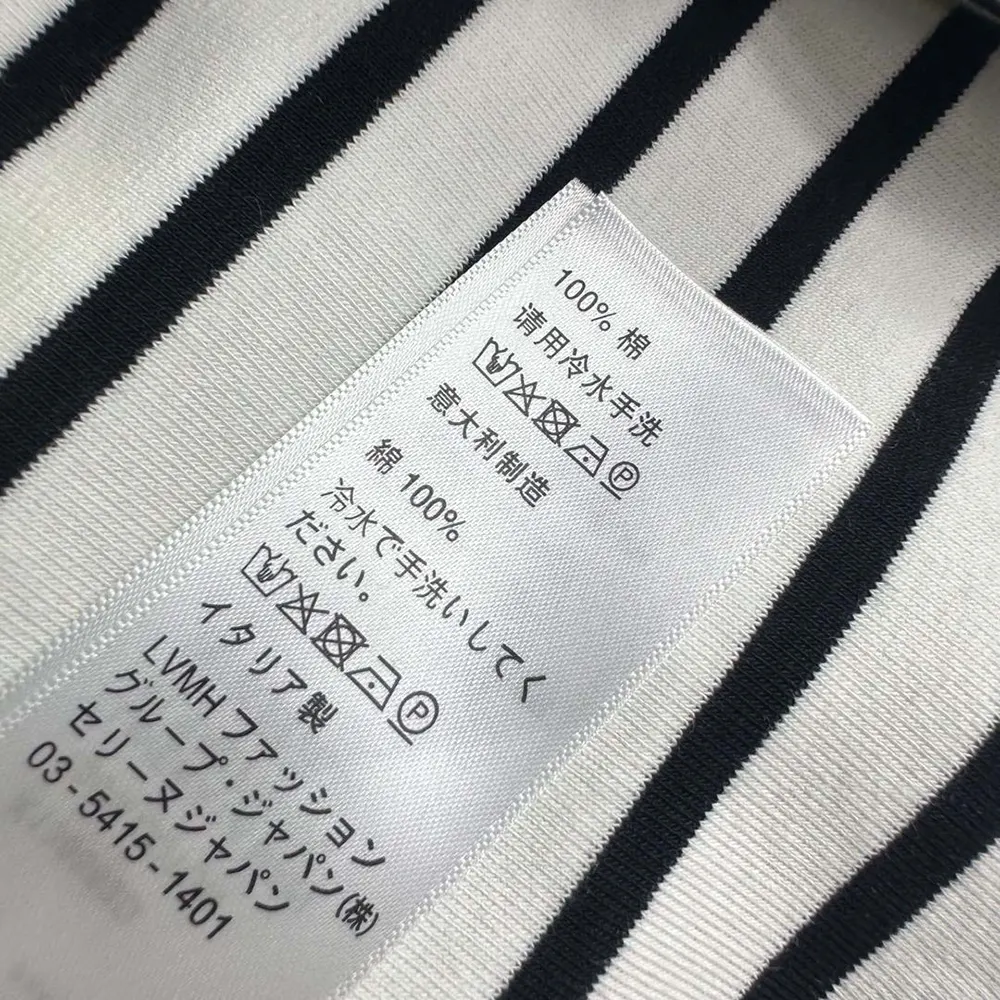 100% 棉
请用冷水手洗
P
意大利制造
綿 100%
冷水で手洗いしてく
ださい。
P
イタリア製
LVMH ファッション
グループ・ジャパン(株)
セリーヌジャパン
03-5415-1401